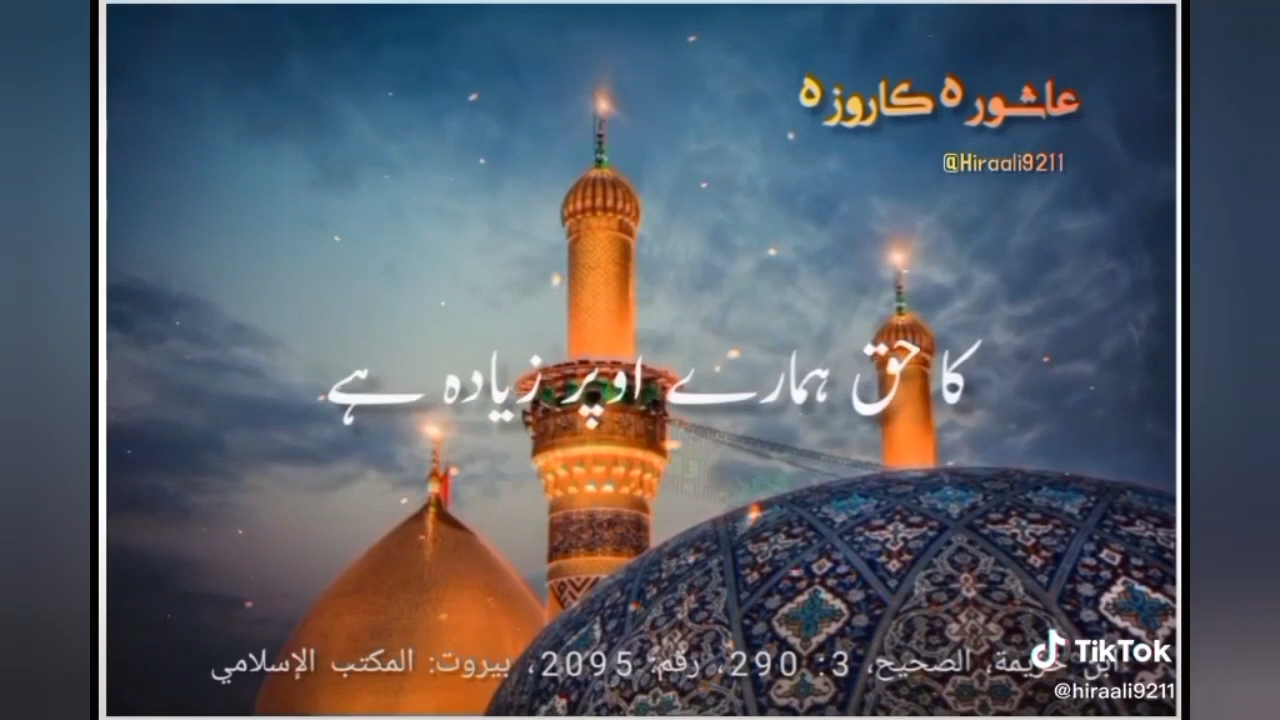 عاشورہ کا روزہ
@Hiraali9211
کا حق ہمارے اوپر زیادہ ہے
ابن خزيمة، الصحيح، 3: 290، رقم: 2095، بيروت: المكتب الإسلامي
TikTok
@hiraali9211